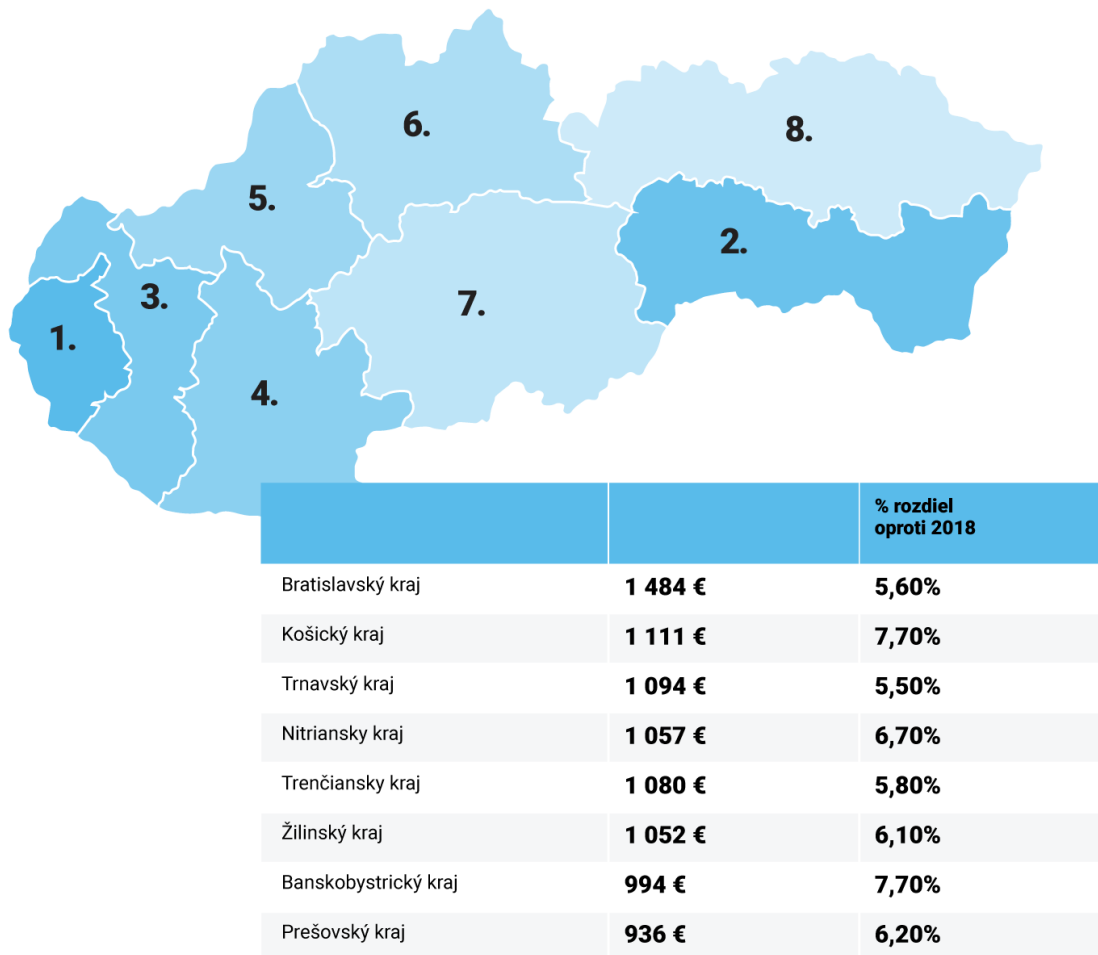 6.
8.
5.
2.
3.
7.
1.
4.
% rozdiel
oproti 2018
Bratislavský kraj 1 484 € 5,60%
Košický kraj 1 111 € 7,70%
Trnavský kraj 1 094 € 5,50%
Nitriansky kraj 1 057 € 6,70%
Trenčiansky kraj 1 080 € 5,80%
Žilinský kraj 1 052 € 6,10%
Banskobystrický kraj 994 € 7,70%
Prešovský kraj 936 € 6,20%